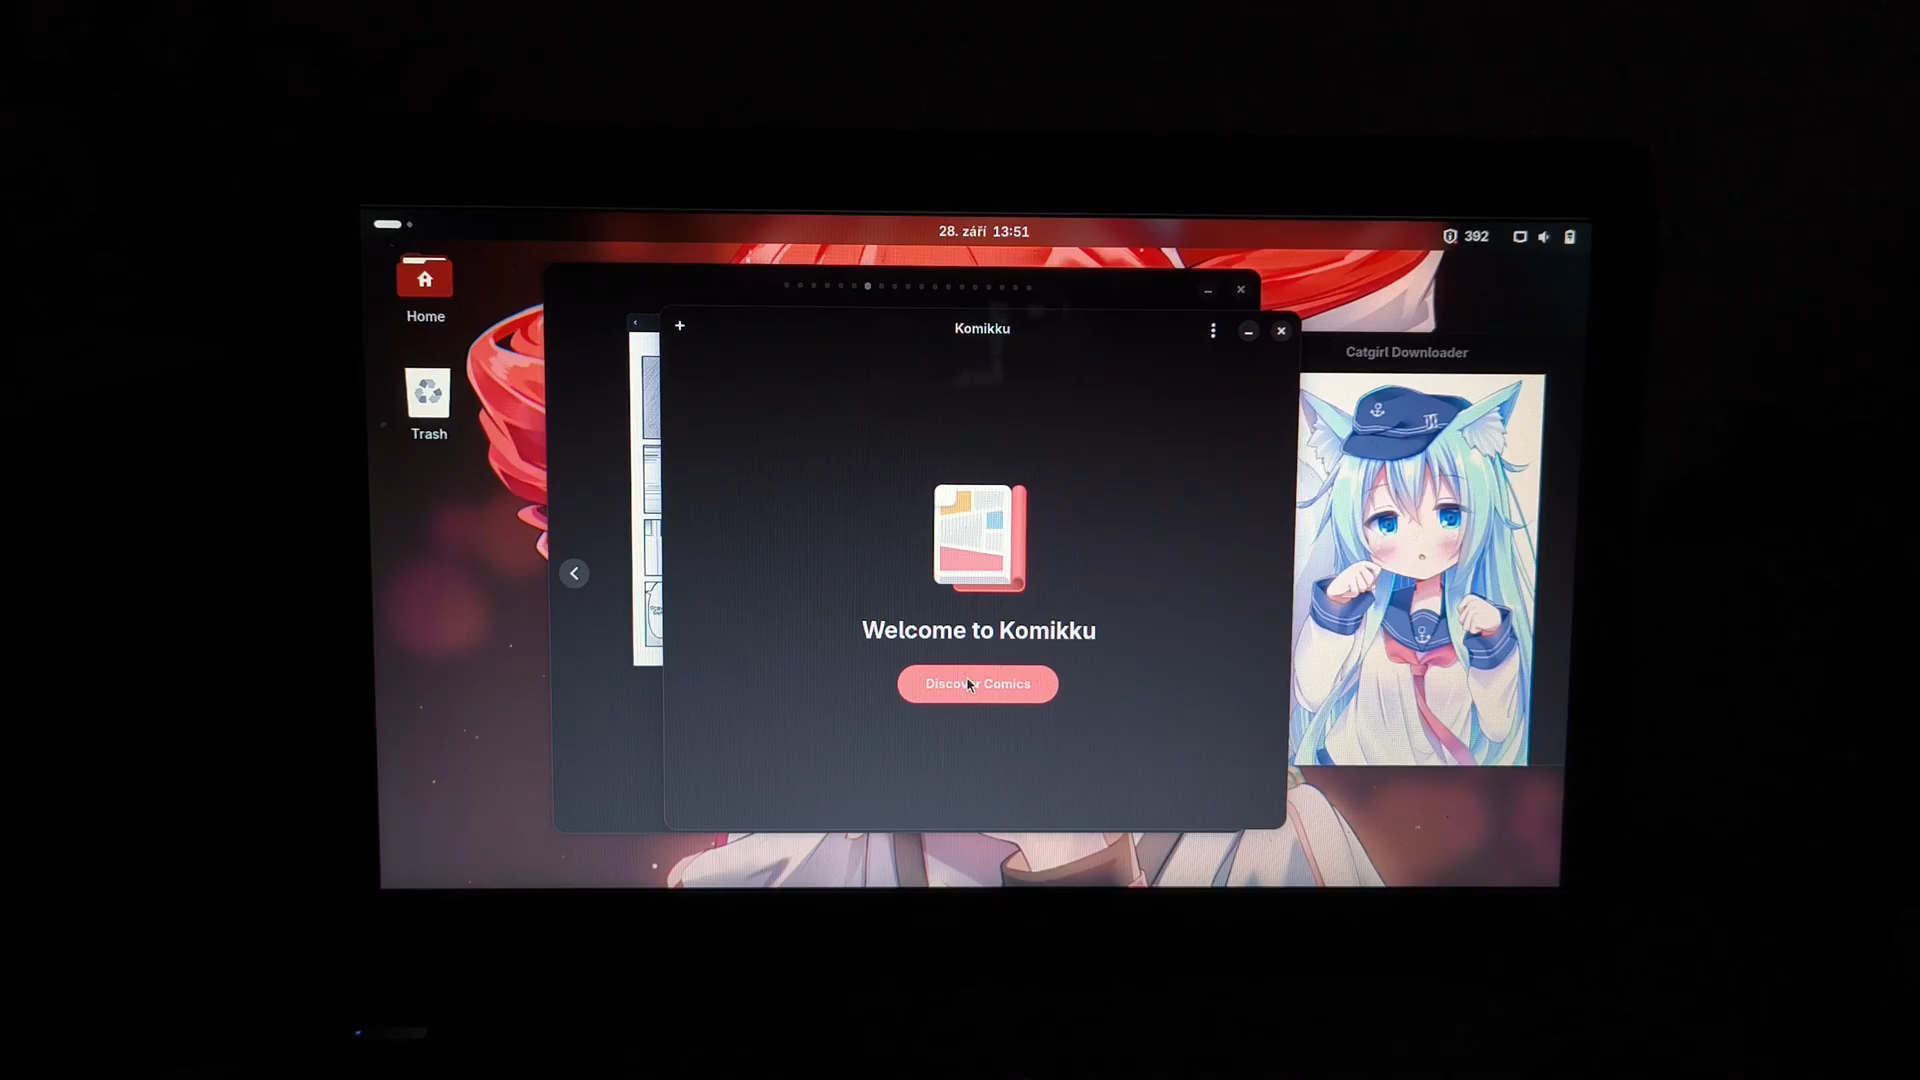 28. září 13:51
392
Home
Trash
Komikku
Catgirl Downloader
Welcome to Komikku
Discover Comics